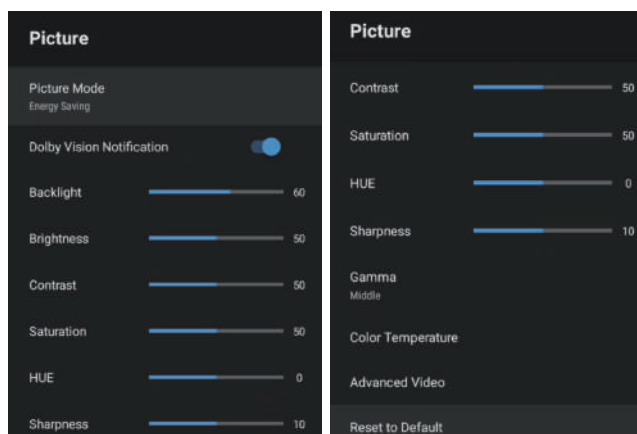 Picture
Picture Mode
Energy Saving
Dolby Vision Notification
Backlight 60
Brightness 50
Contrast 50
Saturation 50
HUE 0
Sharpness 10
Picture
Contrast 50
Saturation 50
HUE 0
Sharpness 10
Gamma
Middle
Color Temperature
Advanced Video
Reset to Default